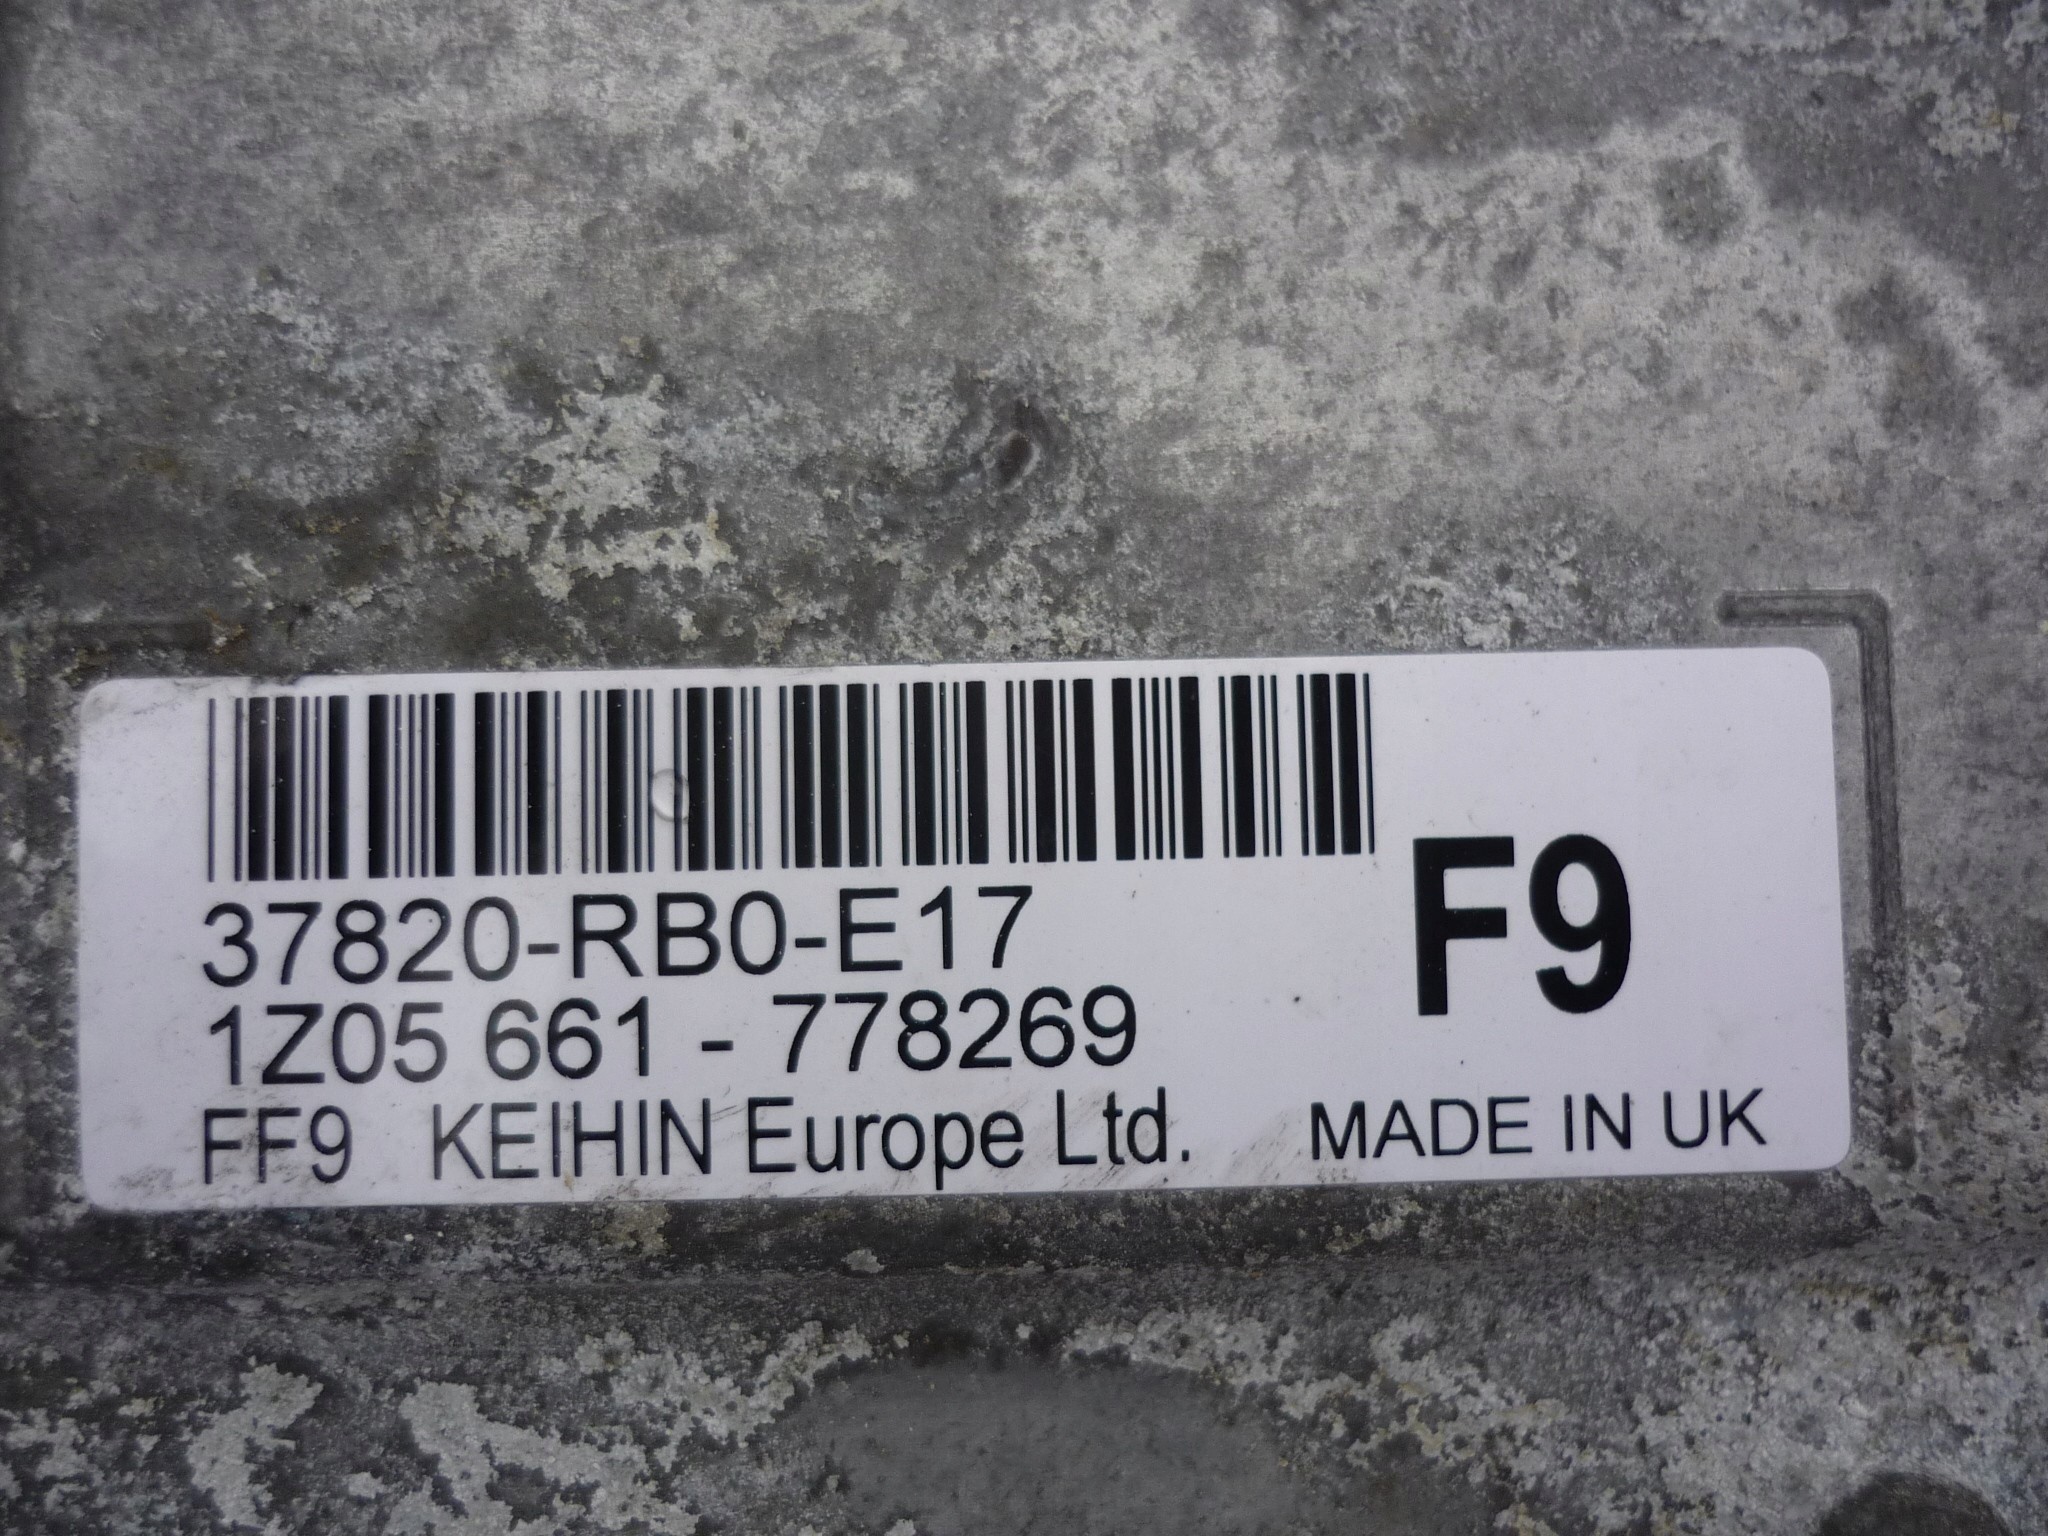 37820-RB0-E17
F9
1Z05 661 - 778269
FF9 KEIHIN Europe Ltd. MADE IN UK